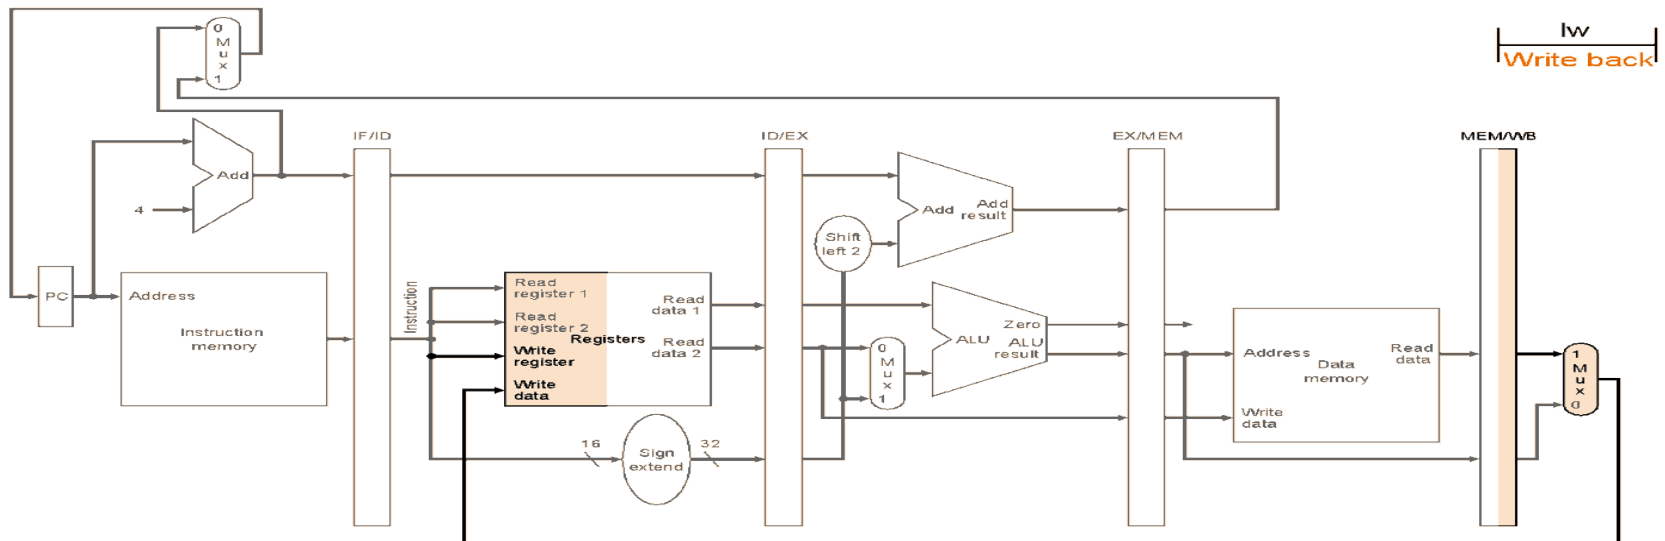 lw
Write back
0
M
u
x
1
IF/ID
ID/EX
EX/MEM
MEM/WB
Add
4
Add
Add
result
Shift
left 2
PC
Address
Instruction
memory
Instruction
Read
register 1
Read
register 2
Write
register
Write
data
Registers
Read
data 1
Read
data 2
0
M
u
x
1
Zero
ALU
ALU
result
Address
Read
data
Data
memory
Write
data
1
M
u
x
0
16
Sign
extend
32